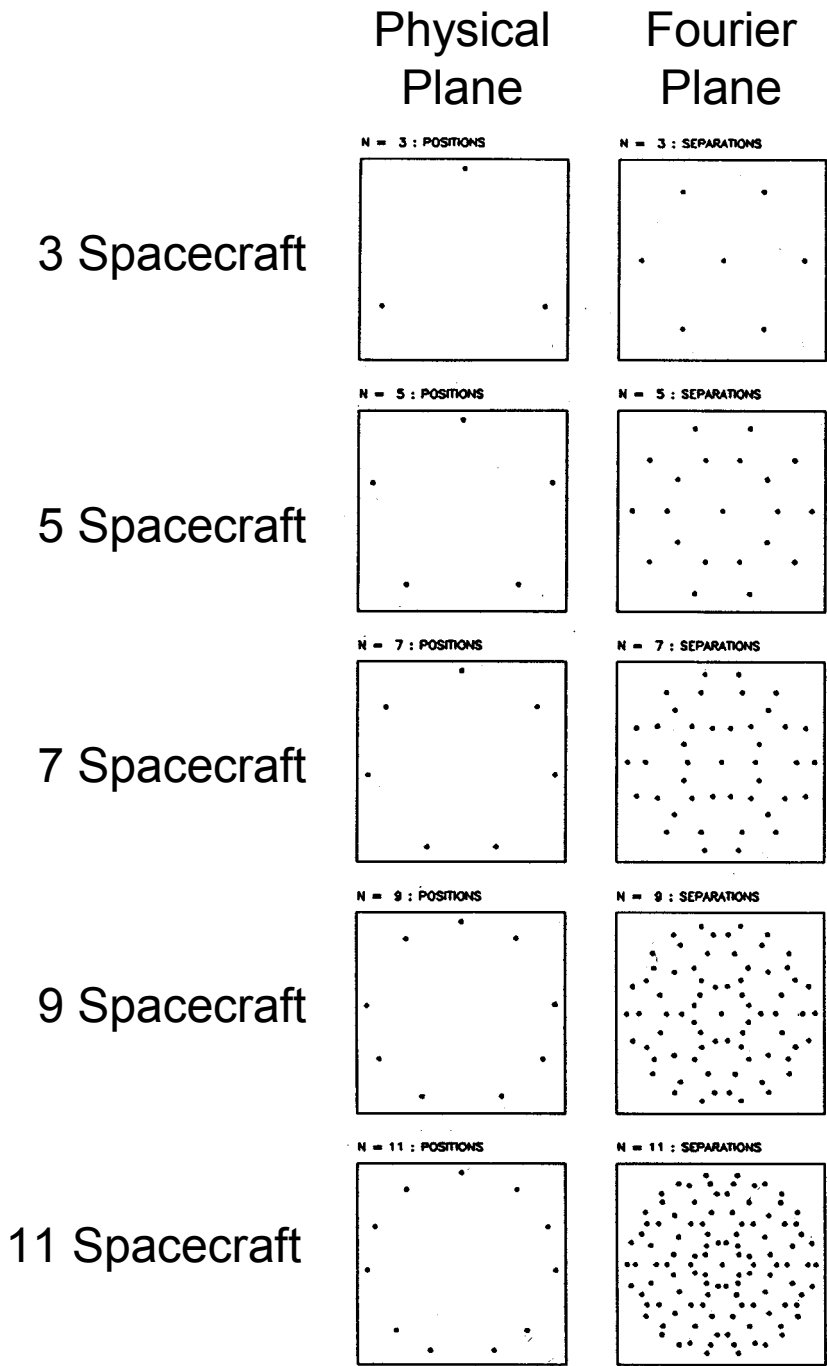 Physical Plane
Fourier Plane
N = 3 : POSITIONS
N = 3 : SEPARATIONS
3 Spacecraft
N = 5 : POSITIONS
N = 5 : SEPARATIONS
5 Spacecraft
N = 7 : POSITIONS
N = 7 : SEPARATIONS
7 Spacecraft
N = 9 : POSITIONS
N = 9 : SEPARATIONS
9 Spacecraft
N = 11 : POSITIONS
N = 11 : SEPARATIONS
11 Spacecraft